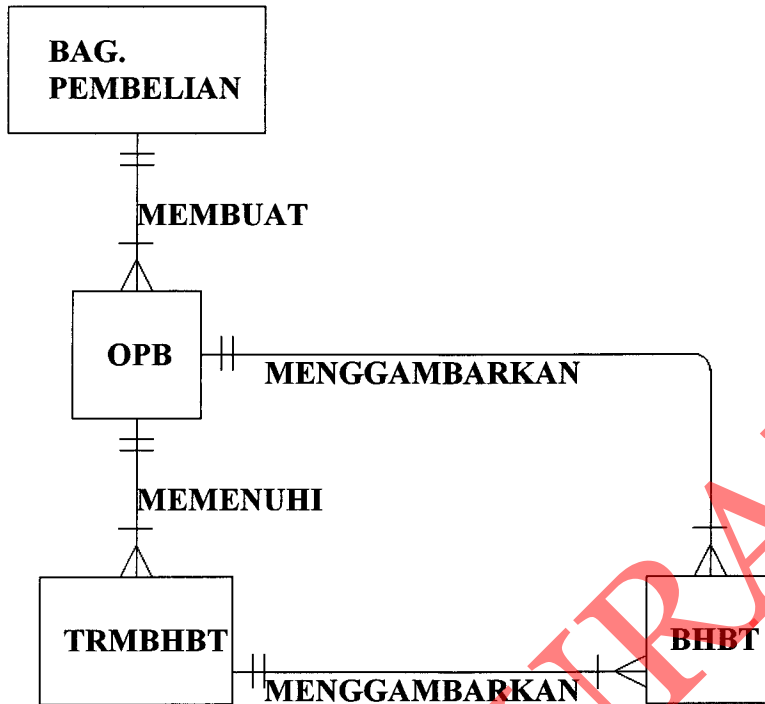 BAG.
PEMBELIAN
MEMBUAT
OPB
MENGGAMBARKAN
MEMENUHI
TRMBHBT
BHBT
MENGGAMBARKAN